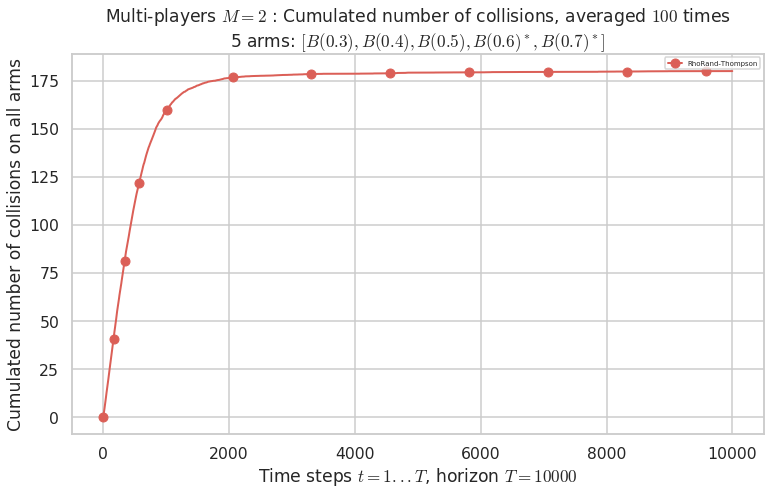 Multi-players M = 2 : Cumulated number of collisions, averaged 100 times
5 arms: [B(0.3), B(0.4), B(0.5), B(0.6)*, B(0.7)*]
Cumulated number of collisions on all arms
175
150
125
100
75
50
25
0
RhoRand-Thompson
0 2000 4000 6000 8000 10000
Time steps t = 1...T, horizon T = 10000